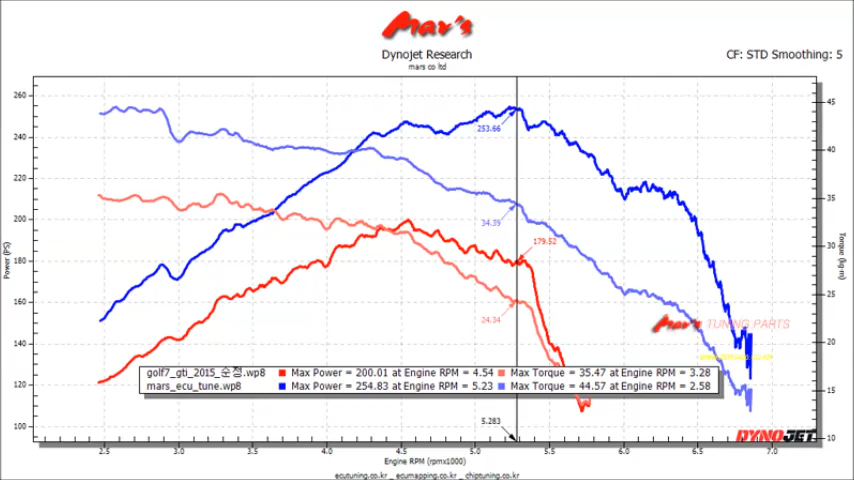 Mar's
Dynojet Research
mars co ltd
CF: STD Smoothing: 5
260
240
220
200
180
160
140
120
100
Power (PS)
45
40
35
30
25
20
15
10
Torque (kg-m)
253.66
34.39
179.52
24.34
Mar's TUNING PARTS
golf7_gti_2015_순정.wp8 Max Power = 200.01 at Engine RPM = 4.54 Max Torque = 35.47 at Engine RPM = 3.28
mars_ecu_tune.wp8 Max Power = 254.83 at Engine RPM = 5.23 Max Torque = 44.57 at Engine RPM = 2.58
5.283
DYNOJET
2.5 3.0 3.5 4.0 4.5 5.0 5.5 6.0 6.5 7.0
Engine RPM (rpmx1000)
ecutuning.co.kr _ ecumapping.co.kr _ chiptuning.co.kr